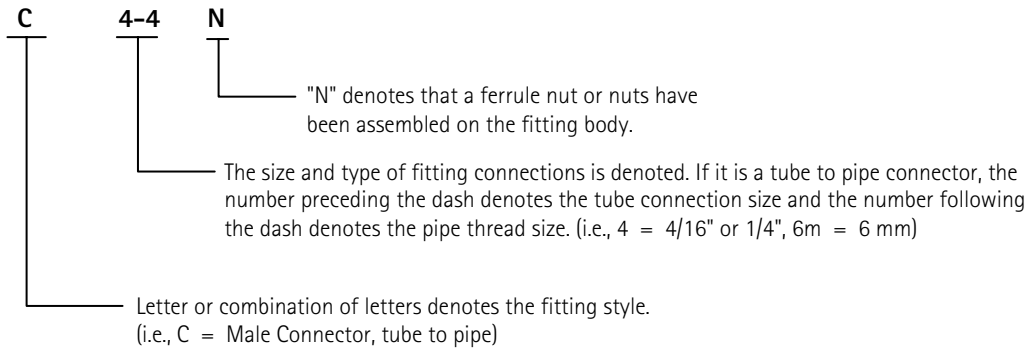 C 4-4 N
"N" denotes that a ferrule nut or nuts have
been assembled on the fitting body.
The size and type of fitting connections is denoted. If it is a tube to pipe connector, the
number preceding the dash denotes the tube connection size and the number following
the dash denotes the pipe thread size. (i.e., 4 = 4/16" or 1/4", 6m = 6 mm)
Letter or combination of letters denotes the fitting style.
(i.e., C = Male Connector, tube to pipe)